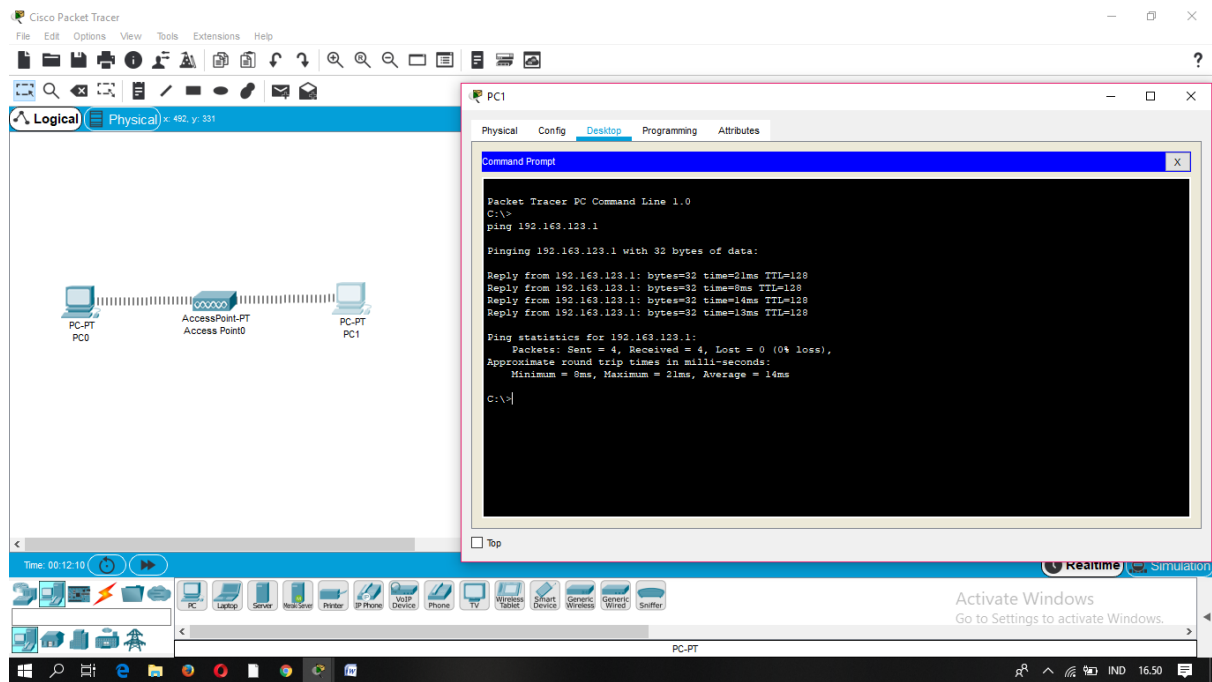 Cisco Packet Tracer
File Edit Options View Tools Extensions Help
?
Logical Physical x: 492, y: 331
PC1
Physical Config Desktop Programming Attributes
Command Prompt X
Packet Tracer PC Command Line 1.0
C:\>
ping 192.163.123.1
Pinging 192.163.123.1 with 32 bytes of data:
Reply from 192.163.123.1: bytes=32 time=21ms TTL=128
Reply from 192.163.123.1: bytes=32 time=8ms TTL=128
Reply from 192.163.123.1: bytes=32 time=14ms TTL=128
Reply from 192.163.123.1: bytes=32 time=13ms TTL=128
Ping statistics for 192.163.123.1:
Packets: Sent = 4, Received = 4, Lost = 0 (0% loss),
Approximate round trip times in milli-seconds:
Minimum = 8ms, Maximum = 21ms, Average = 14ms
C:\>
PC-PT
PC0
AccessPoint-PT
Access Point0
PC-PT
PC1
Top
Time: 00:12:10
Realtime Simulation
PC Laptop Server Meraki Server Printer IP Phone VoIP Device Phone TV Wireless Tablet Smart Device Generic Wireless Generic Wired Sniffer
Activate Windows
Go to Settings to activate Windows.
PC-PT
IND 16.50